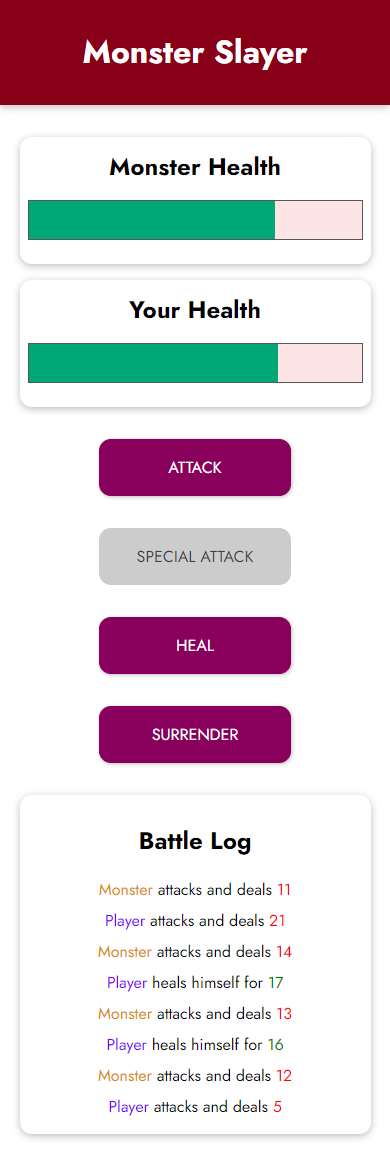 Monster Slayer
Monster Health
Your Health
ATTACK
SPECIAL ATTACK
HEAL
SURRENDER
Battle Log
Monster attacks and deals 11
Player attacks and deals 21
Monster attacks and deals 14
Player heals himself for 17
Monster attacks and deals 13
Player heals himself for 16
Monster attacks and deals 12
Player attacks and deals 5